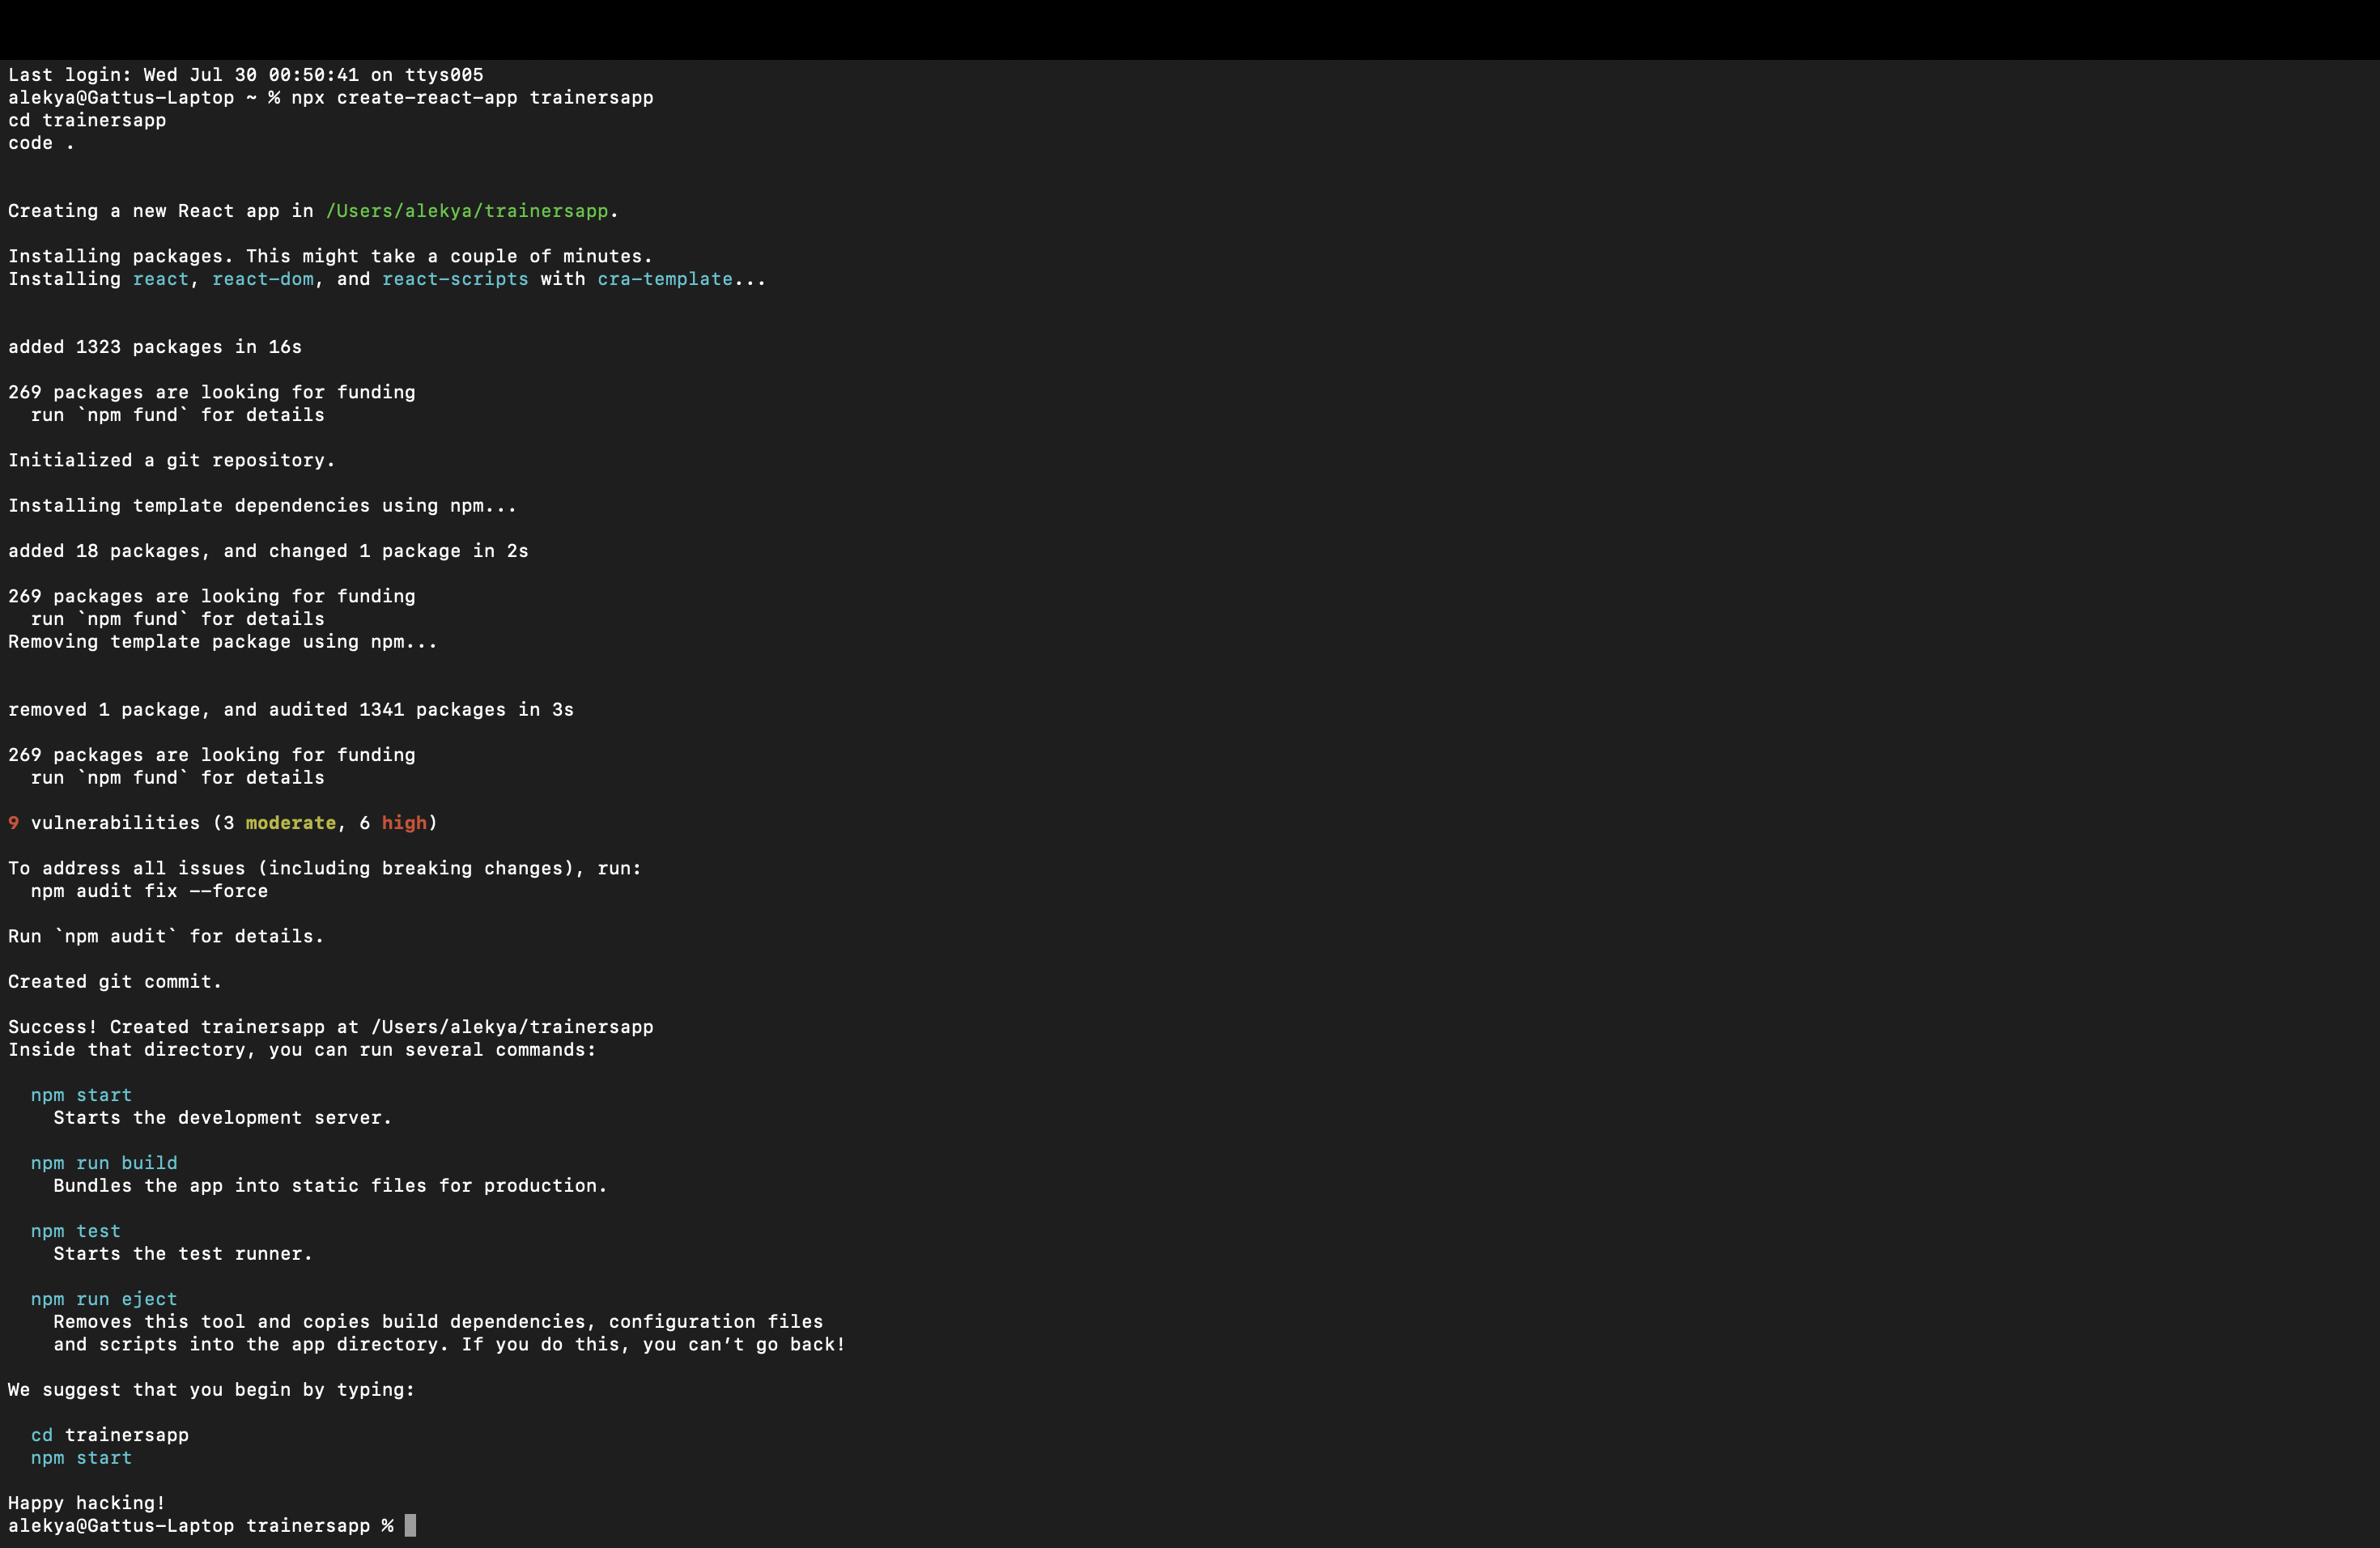 Last login: Wed Jul 30 00:50:41 on ttys005
alekya@Gattus-Laptop ~ % npx create-react-app trainersapp
cd trainersapp
code .
Creating a new React app in /Users/alekya/trainersapp.
Installing packages. This might take a couple of minutes.
Installing react, react-dom, and react-scripts with cra-template...
added 1323 packages in 16s
269 packages are looking for funding
  run `npm fund` for details
Initialized a git repository.
Installing template dependencies using npm...
added 18 packages, and changed 1 package in 2s
269 packages are looking for funding
  run `npm fund` for details
Removing template package using npm...
removed 1 package, and audited 1341 packages in 3s
269 packages are looking for funding
  run `npm fund` for details
9 vulnerabilities (3 moderate, 6 high)
To address all issues (including breaking changes), run:
  npm audit fix --force
Run `npm audit` for details.
Created git commit.
Success! Created trainersapp at /Users/alekya/trainersapp
Inside that directory, you can run several commands:
  npm start
    Starts the development server.
  npm run build
    Bundles the app into static files for production.
  npm test
    Starts the test runner.
  npm run eject
    Removes this tool and copies build dependencies, configuration files
    and scripts into the app directory. If you do this, you can’t go back!
We suggest that you begin by typing:
  cd trainersapp
  npm start
Happy hacking!
alekya@Gattus-Laptop trainersapp %